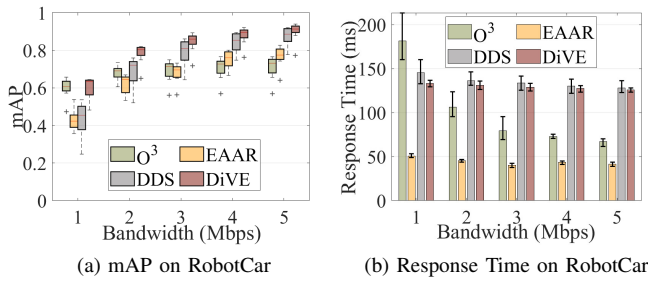 1
0.8
0.6
0.4
0.2
0
mAP
O³ EAAR
DDS DiVE
1 2 3 4 5
Bandwidth (Mbps)
(a) mAP on RobotCar
200
150
100
50
0
Response Time (ms)
O³ EAAR
DDS DiVE
1 2 3 4 5
Bandwidth (Mbps)
(b) Response Time on RobotCar